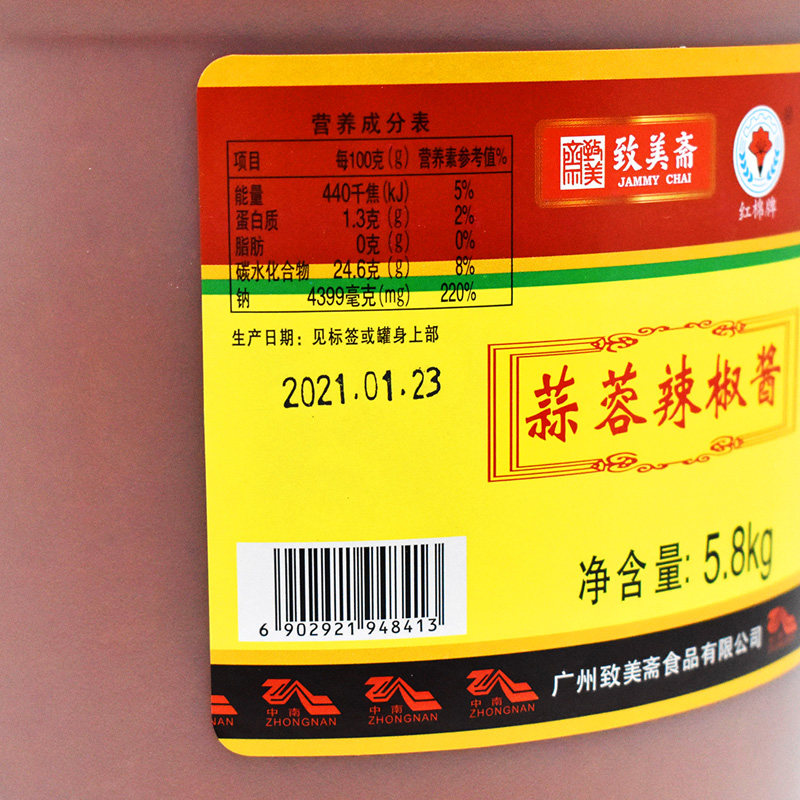 营养成分表
项目 每100克(g) 营养素参考值%
能量 440千焦(kJ) 5%
蛋白质 1.3克(g) 2%
脂肪 0克(g) 0%
碳水化合物 24.6克(g) 8%
钠 4399毫克(mg) 220%
生产日期：见标签或罐身上部
2021.01.23
致美斋
致美斋
JAMMY CHAI
红棉牌
蒜蓉辣椒酱
净含量: 5.8kg
6 902921 948413
中南
ZHONGNAN
中南
ZHONGNAN
中南
ZHONGNAN
广州致美斋食品有限公司